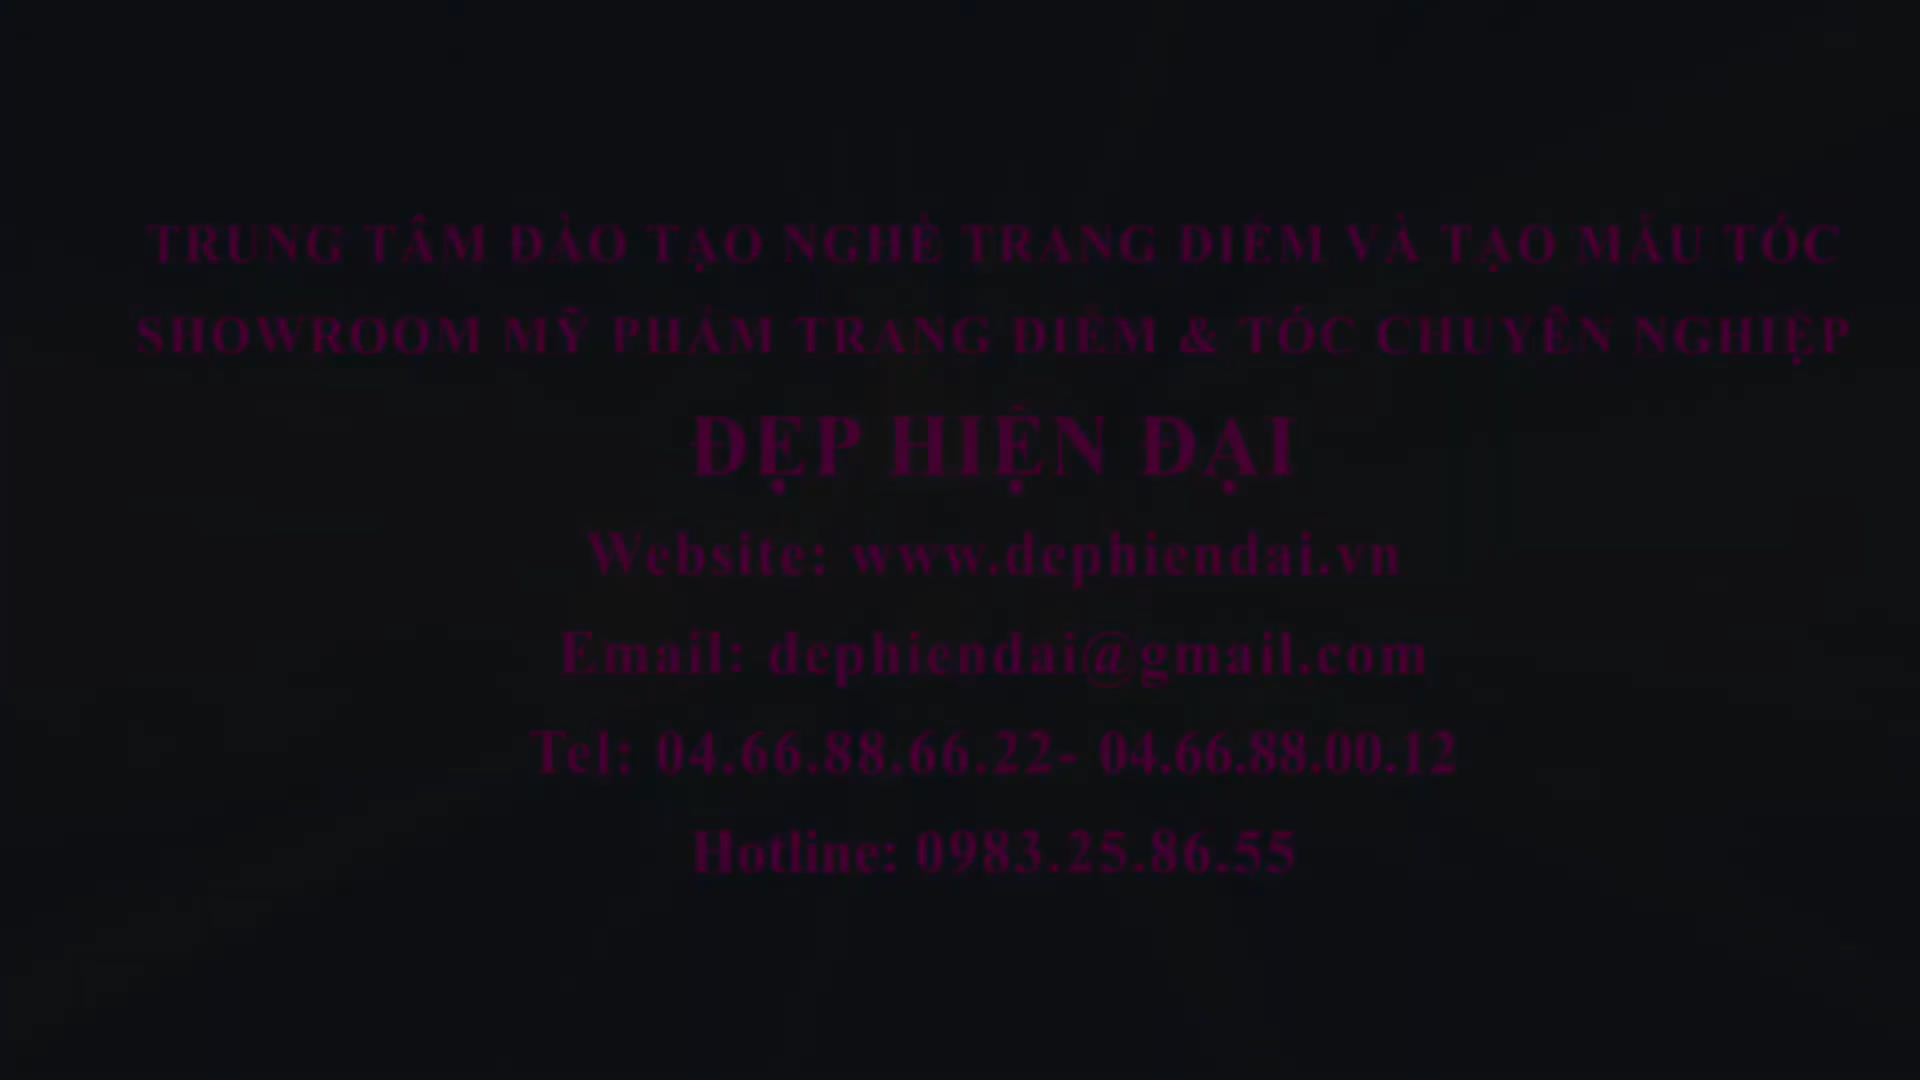 TRUNG TÂM ĐÀO TẠO NGHỀ TRANG ĐIỂM VÀ TẠO MẪU TÓC
SHOWROOM MỸ PHẨM TRANG ĐIỂM & TÓC CHUYÊN NGHIỆP
ĐẸP HIỆN ĐẠI
Website: www.dephiendai.vn
Email: dephiendai@gmail.com
Tel: 04.66.88.66.22- 04.66.88.00.12
Hotline: 0983.25.86.55